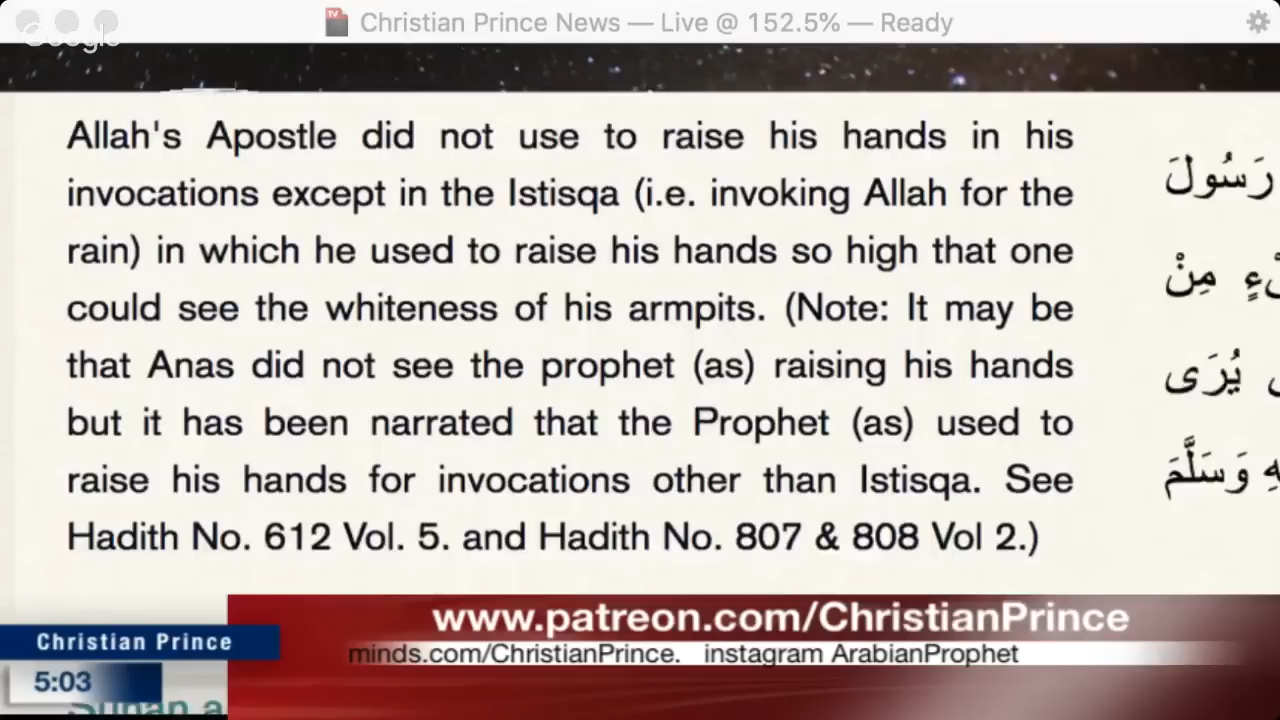 Christian Prince News — Live @ 152.5% — Ready
Google
Allah's Apostle did not use to raise his hands in his
invocations except in the Istisqa (i.e. invoking Allah for the
rain) in which he used to raise his hands so high that one
could see the whiteness of his armpits. (Note: It may be
that Anas did not see the prophet (as) raising his hands
but it has been narrated that the Prophet (as) used to
raise his hands for invocations other than Istisqa. See
Hadith No. 612 Vol. 5. and Hadith No. 807 & 808 Vol 2.)
رَسُولَ
مِنْ
يُرَى
وَسَلَّمَ
www.patreon.com/ChristianPrince
minds.com/ChristianPrince. instagram ArabianProphet
Christian Prince
5:03